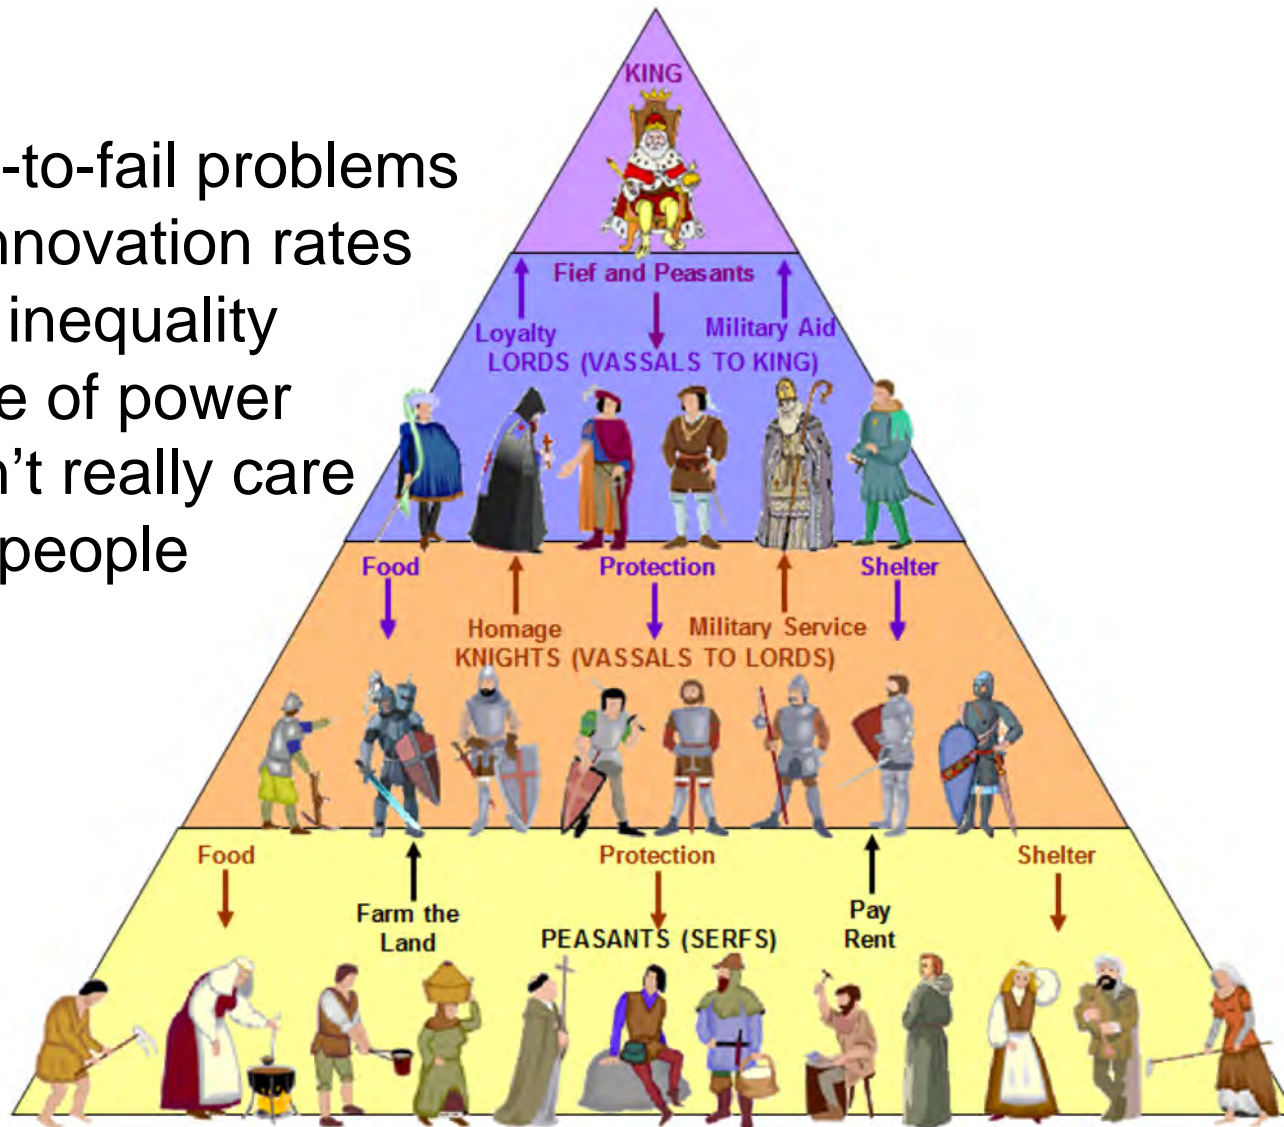 -to-fail problems
nnovation rates
inequality
e of power
n't really care
people
KING
Fief and Peasants
Loyalty
Military Aid
LORDS (VASSALS TO KING)
Food
Protection
Shelter
Homage
Military Service
KNIGHTS (VASSALS TO LORDS)
Food
Protection
Shelter
Farm the
Land
Pay
Rent
PEASANTS (SERFS)